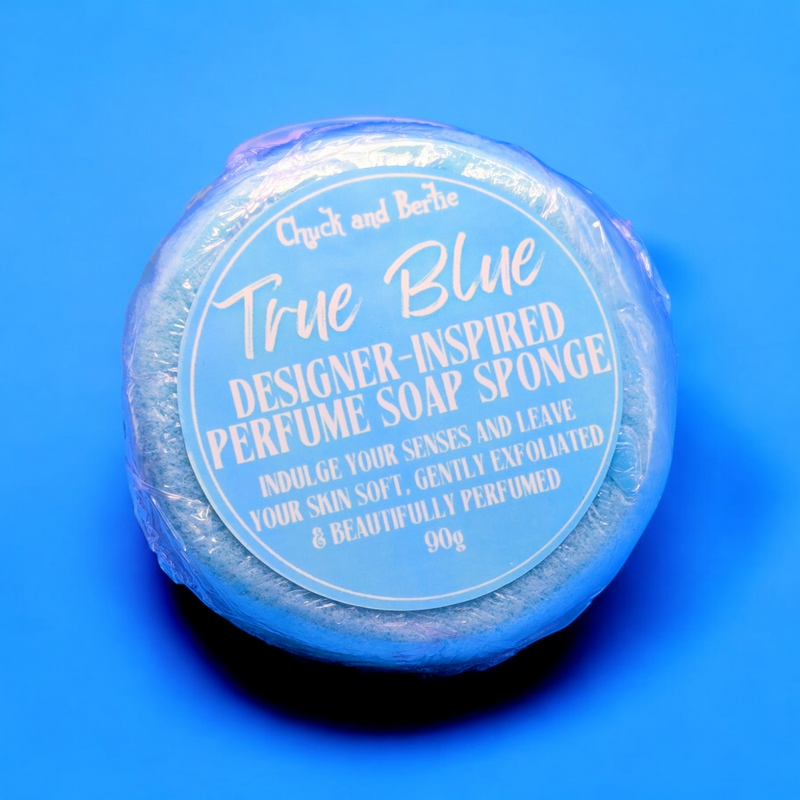 Chuck and Bertie
True Blue
DESIGNER-INSPIRED
PERFUME SOAP SPONGE
INDULGE YOUR SENSES AND LEAVE
YOUR SKIN SOFT, GENTLY EXFOLIATED
& BEAUTIFULLY PERFUMED
90g